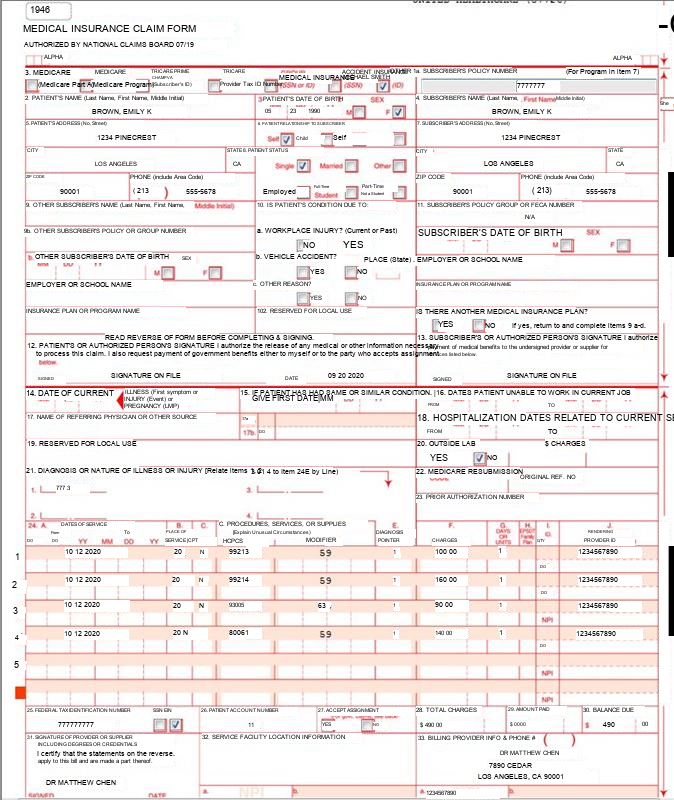 1946
MEDICAL INSURANCE CLAIM FORM
AUTHORIZED BY NATIONAL CLAIMS BOARD 07/19
ALPHA ALPHA
3. MEDICARE MEDICARE TRICARE PRIME TRICARE MEDICAL INSURANCE ACCIDENT INSURANCE 1a. SUBSCRIBER'S POLICY NUMBER (For Program in Item 7)
CHAMPVA SMITH
(Medicare Part A) (Medicare Program) (Subscriber's ID) Provider Tax ID Number (SSN or ID) (SSN) (ID) 7777777
2. PATIENT'S NAME (Last Name, First Name, Middle Initial) 3 PATIENT'S DATE OF BIRTH SEX 4. SUBSCRIBER'S NAME (Last Name, First Name Middle Initial)
BROWN, EMILY K 05 23 1990 M F BROWN, EMILY K
5. PATIENT'S ADDRESS (No, Street) 6. PATIENT RELATIONSHIP TO SUBSCRIBER 7. SUBSCRIBER'S ADDRESS (No, Street)
1234 PINECREST Self Child Self 1234 PINECREST
CITY STATE 8. PATIENT STATUS CITY STATE
LOS ANGELES CA Single Married Other LOS ANGELES CA
ZIP CODE PHONE (include Area Code) ZIP CODE PHONE (include Area Code)
90001 ( 213 ) 555-5678 Employed Full-Time Student Part-Time Not a Student 90001 ( 213) 555-5678
9. OTHER SUBSCRIBER'S NAME (Last Name, First Name, Middle Initial) 10. IS PATIENT'S CONDITION DUE TO: 11. SUBSCRIBER'S POLICY GROUP OR FECA NUMBER
N/A
9b. OTHER SUBSCRIBER'S POLICY OR GROUP NUMBER a. WORKPLACE INJURY? (Current or Past) SUBSCRIBER'S DATE OF BIRTH SEX
NO YES M F
b. OTHER SUBSCRIBER'S DATE OF BIRTH SEX b. VEHICLE ACCIDENT? PLACE (State) EMPLOYER OR SCHOOL NAME
MM DD YY M F YES NO
EMPLOYER OR SCHOOL NAME c. OTHER REASON? INSURANCE PLAN OR PROGRAM NAME
YES NO
INSURANCE PLAN OR PROGRAM NAME 102. RESERVED FOR LOCAL USE IS THERE ANOTHER MEDICAL INSURANCE PLAN?
YES NO If yes, return to and complete Items 9 a-d.
READ REVERSE OF FORM BEFORE COMPLETING & SIGNING.
12. PATIENT'S OR AUTHORIZED PERSON'S SIGNATURE I authorize the release of any medical or other information necessary
to process this claim. I also request payment of government benefits either to myself or to the party who accepts assignment
below.
13. SUBSCRIBER'S OR AUTHORIZED PERSON'S SIGNATURE I authorize
payment of medical benefits to the undersigned provider or supplier for
services listed below.
SIGNED SIGNATURE ON FILE DATE 09 20 2020 SIGNED SIGNATURE ON FILE
14. DATE OF CURRENT ILLNESS (First symptom or
INJURY (Event) or
PREGNANCY (LMP)
15. IF PATIENT HAS HAD SAME OR SIMILAR CONDITION.
GIVE FIRST DATE MM
16. DATES PATIENT UNABLE TO WORK IN CURRENT JOB
FROM TO
17. NAME OF REFERRING PHYSICIAN OR OTHER SOURCE 17a 17b.
18. HOSPITALIZATION DATES RELATED TO CURRENT SE
FROM TO
19. RESERVED FOR LOCAL USE 20. OUTSIDE LAB $ CHARGES
YES NO
21. DIAGNOSIS OR NATURE OF ILLNESS OR INJURY [Relate Items 1, 2, 3, 4 to Item 24E by Line) 22. MEDICARE RESUBMISSION
CODE ORIGINAL REF. NO
1. 777 3 3.
23. PRIOR AUTHORIZATION NUMBER
2. 4.
24. A. DATES OF SERVICE B. C. C. PROCEDURES, SERVICES, OR SUPPLIES E. F. G. H. I. J.
From To PLACE OF [Explain Unusual Circumstances] DIAGNOSIS DAYS OR UNITS EPSDT Family Plan ID. RENDERING
YY MM DD YY SERVICE CPT HCPCS MODIFIER POINTER CHARGES PROVIDER ID
1 10 12 2020 20 N 99213 59 1 100 00 1 1234567890
2 10 12 2020 20 N 99214 59 1 160 00 1 1234567890
3 10 12 2020 20 N 93005 63 1 90 00 1 1234567890
NPI
4 10 12 2020 20 N 80061 59 1 140 00 1 1234567890
5
NPI
NPI
25. FEDERAL TAX IDENTIFICATION NUMBER SSN EIN 26. PATIENT ACCOUNT NUMBER 27. ACCEPT ASSIGNMENT 28. TOTAL CHARGES 29. AMOUNT PAID 30. BALANCE DUE
777777777 11 YES NO $ 490 00 $ 0000 $ 490 00
31. SIGNATURE OF PROVIDER OR SUPPLIER
INCLUDING DEGREES OR CREDENTIALS
I certify that the statements on the reverse.
apply to this bill and are made a part thereof.
DR MATTHEW CHEN
SIGNED DATE
32. SERVICE FACILITY LOCATION INFORMATION
a. NPI b.
33. BILLING PROVIDER INFO & PHONE # ( )
DR MATTHEW CHEN
7890 CEDAR
LOS ANGELES, CA 90001
a. 1234567890 b.